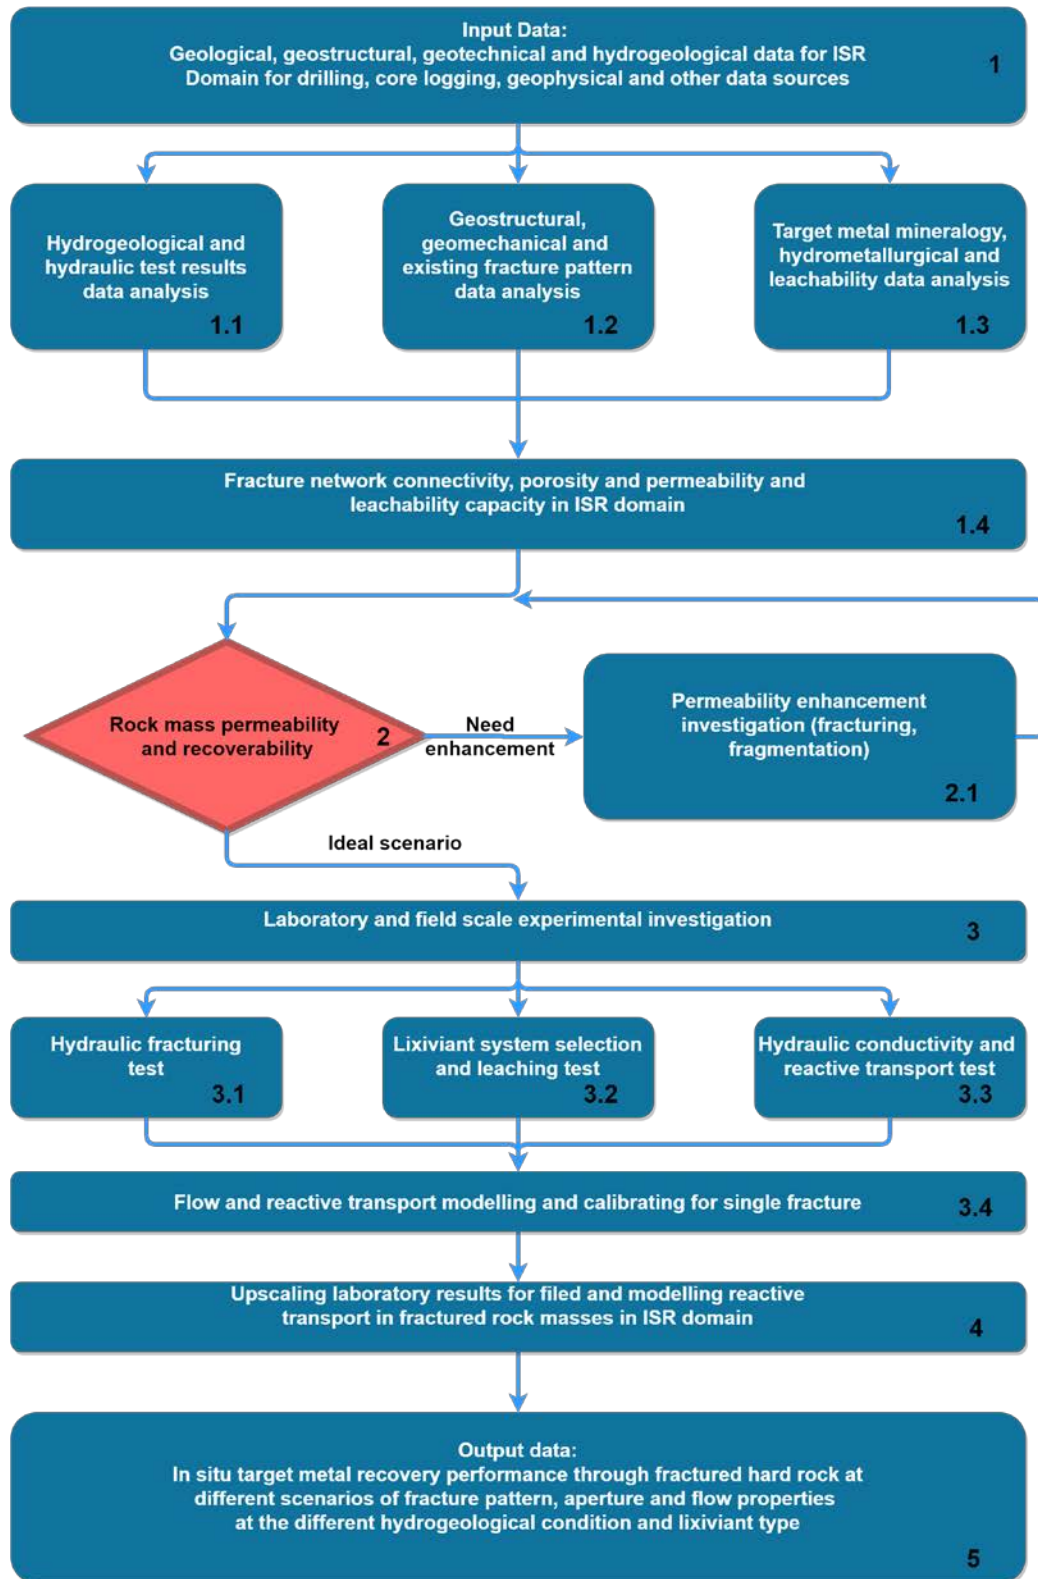 Input Data:
Geological, geostructural, geotechnical and hydrogeological data for ISR
Domain for drilling, core logging, geophysical and other data sources
1
Hydrogeological and
hydraulic test results
data analysis
1.1
Geostructural,
geomechanical and
existing fracture pattern
data analysis
1.2
Target metal mineralogy,
hydrometallurgical and
leachability data analysis
1.3
Fracture network connectivity, porosity and permeability and
leachability capacity in ISR domain
1.4
Rock mass permeability
and recoverability
2
Need
enhancement
Permeability enhancement
investigation (fracturing,
fragmentation)
2.1
Ideal scenario
Laboratory and field scale experimental investigation
3
Hydraulic fracturing
test
3.1
Lixiviant system selection
and leaching test
3.2
Hydraulic conductivity and
reactive transport test
3.3
Flow and reactive transport modelling and calibrating for single fracture
3.4
Upscaling laboratory results for filed and modelling reactive
transport in fractured rock masses in ISR domain
4
Output data:
In situ target metal recovery performance through fractured hard rock at
different scenarios of fracture pattern, aperture and flow properties
at the different hydrogeological condition and lixiviant type
5